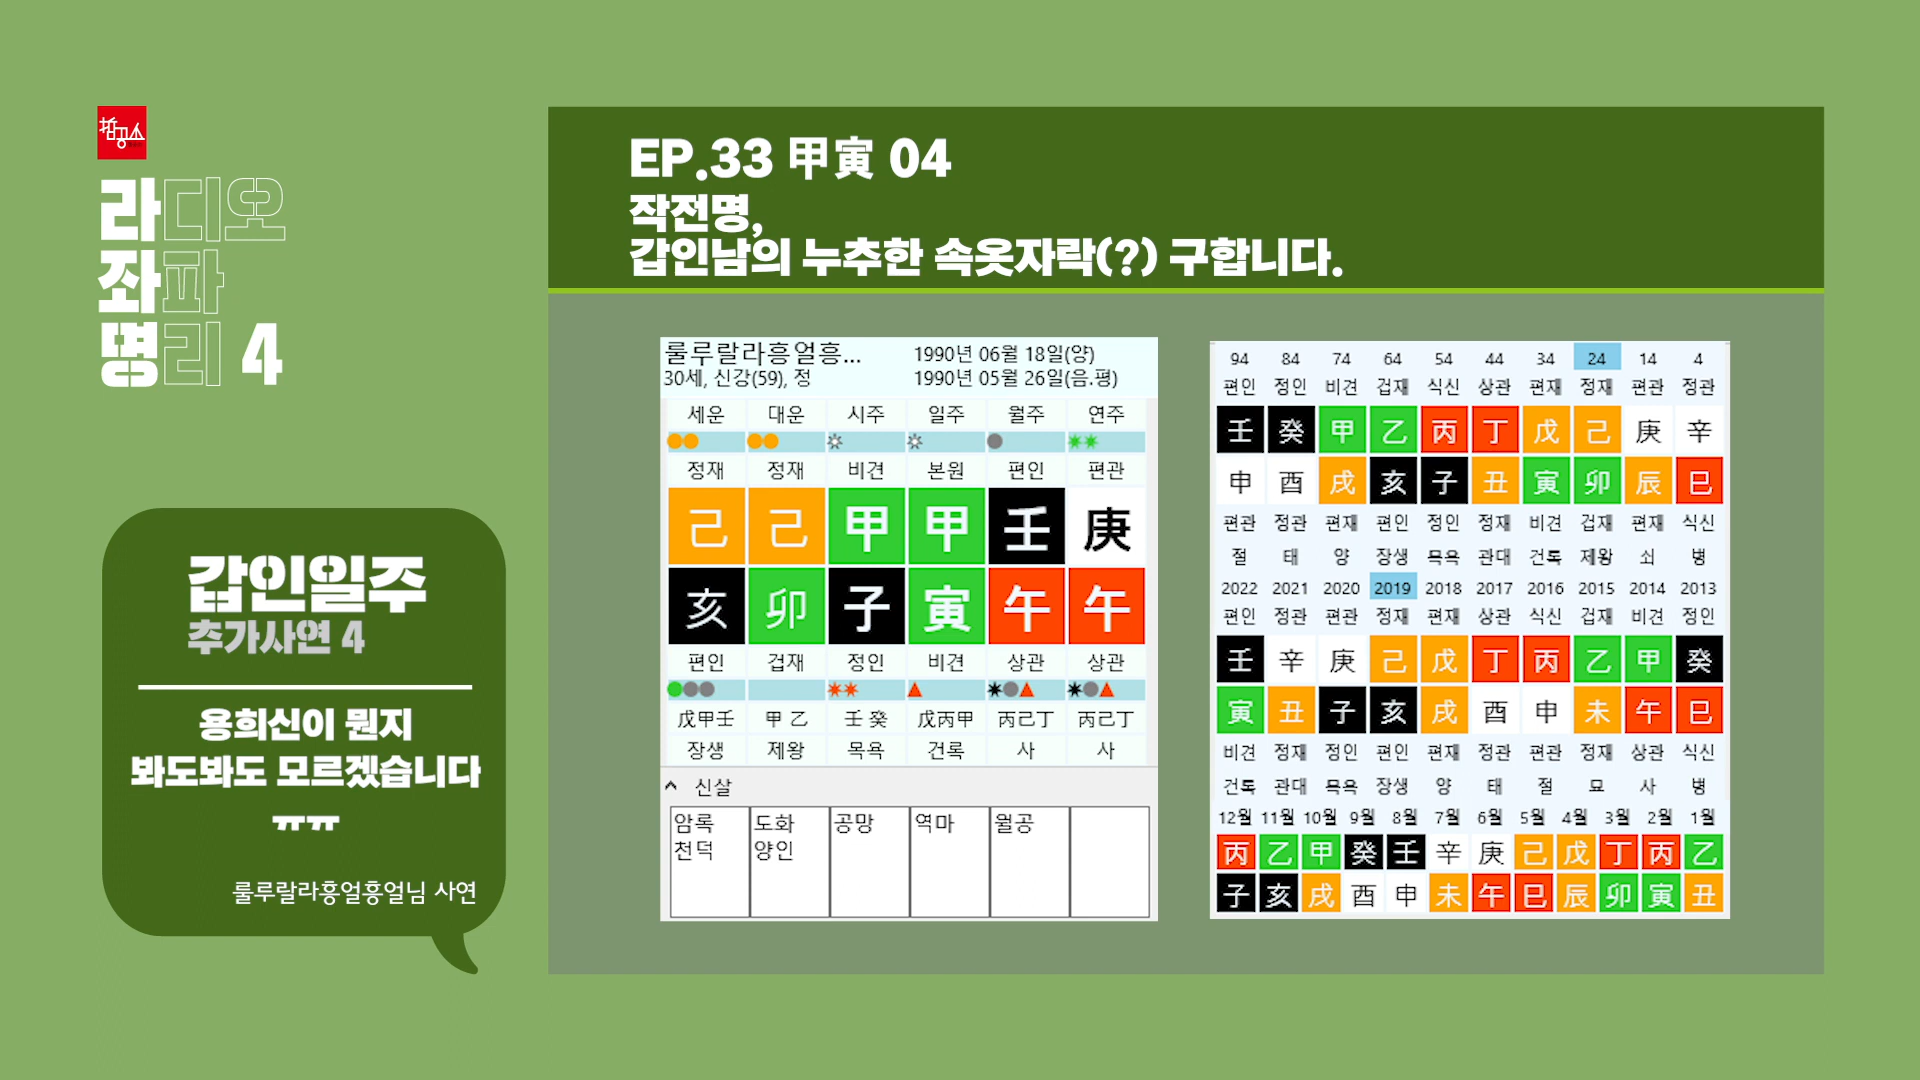 哲공소
라디오
좌파
명리 4
EP.33 甲寅 04
작전명,
갑인남의 누추한 속옷자락(?) 구합니다.
갑인일주
추가사연 4
용희신이 뭔지
봐도봐도 모르겠습니다
ㅠㅠ
룰루랄라흥얼흥얼님 사연
룰루랄라흥얼흥... 1990년 06월 18일(양)
30세, 신강(59), 정 1990년 05월 26일(음.평)
세운 대운 시주 일주 월주 연주
정재 정재 비견 본원 편인 편관
己 己 甲 甲 壬 庚
亥 卯 子 寅 午 午
편인 겁재 정인 비견 상관 상관
戊甲壬 甲 乙 壬 癸 戊丙甲 丙己丁 丙己丁
장생 제왕 목욕 건록 사 사
^ 신살
암록 도화 공망 역마 월공
천덕 양인
94 84 74 64 54 44 34 24 14 4
편인 정인 비견 겁재 식신 상관 편재 정재 편관 정관
壬 癸 甲 乙 丙 丁 戊 己 庚 辛
申 酉 戌 亥 子 丑 寅 卯 辰 巳
편관 정관 편재 편인 정인 정재 비견 겁재 편재 식신
절 태 양 장생 목욕 관대 건록 제왕 쇠 병
2022 2021 2020 2019 2018 2017 2016 2015 2014 2013
편인 정관 편관 정재 편재 상관 식신 겁재 비견 정인
壬 辛 庚 己 戊 丁 丙 乙 甲 癸
寅 丑 子 亥 戌 酉 申 未 午 巳
비견 정재 정인 편인 편재 정관 편관 정재 상관 식신
건록 관대 목욕 장생 양 태 절 묘 사 병
12월 11월 10월 9월 8월 7월 6월 5월 4월 3월 2월 1월
丙 乙 甲 癸 壬 辛 庚 己 戊 丁 丙 乙
子 亥 戌 酉 申 未 午 巳 辰 卯 寅 丑